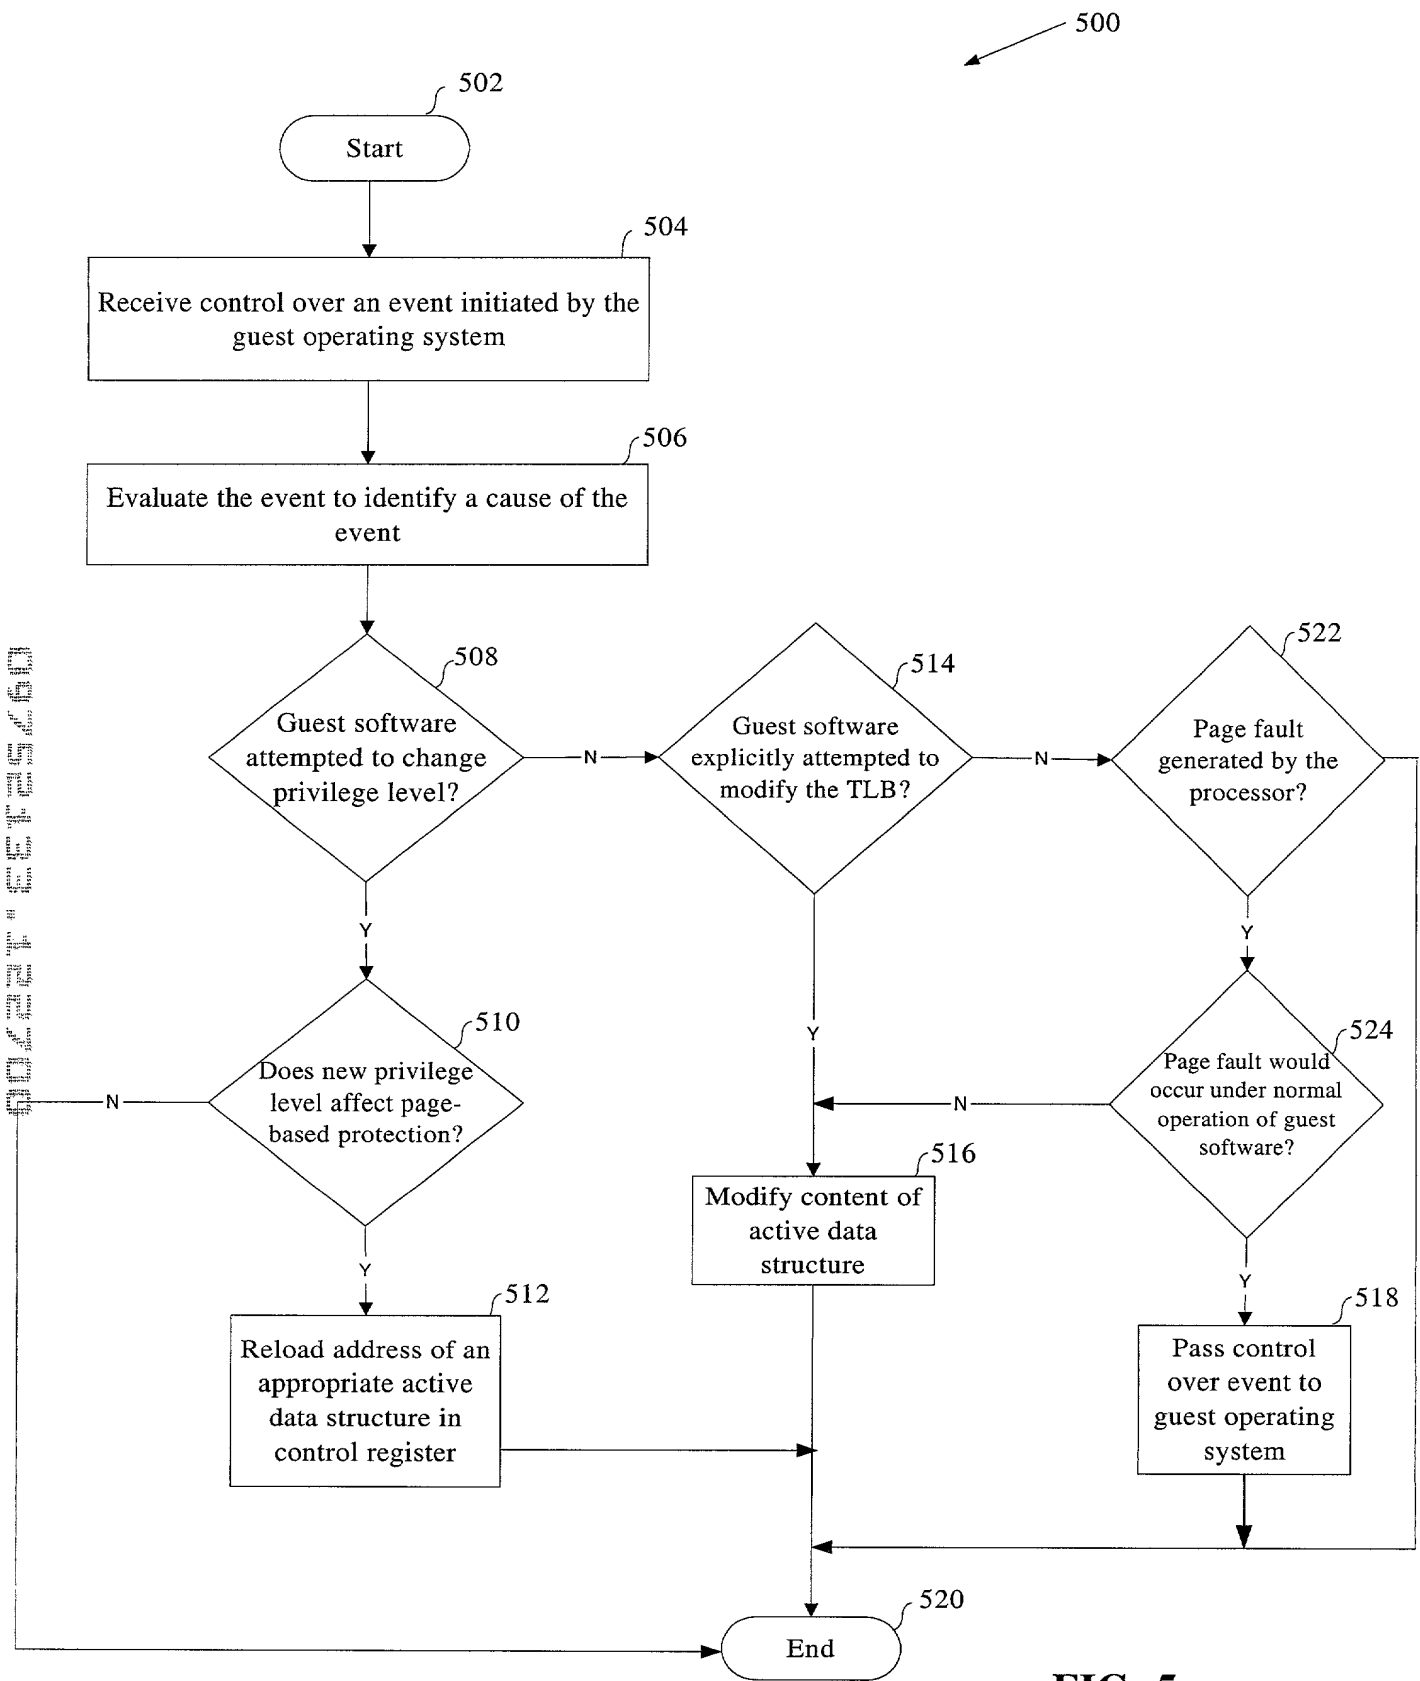 500
502
Start
504
Receive control over an event initiated by the
guest operating system
506
Evaluate the event to identify a cause of the
event
508
Guest software
attempted to change
privilege level?
N
514
Guest software
explicitly attempted to
modify the TLB?
N
522
Page fault
generated by the
processor?
Y
Y
Y
510
Does new privilege
level affect page-
based protection?
N
524
Page fault would
occur under normal
operation of guest
software?
N
516
Modify content of
active data
structure
Y
Y
512
Reload address of an
appropriate active
data structure in
control register
518
Pass control
over event to
guest operating
system
520
End